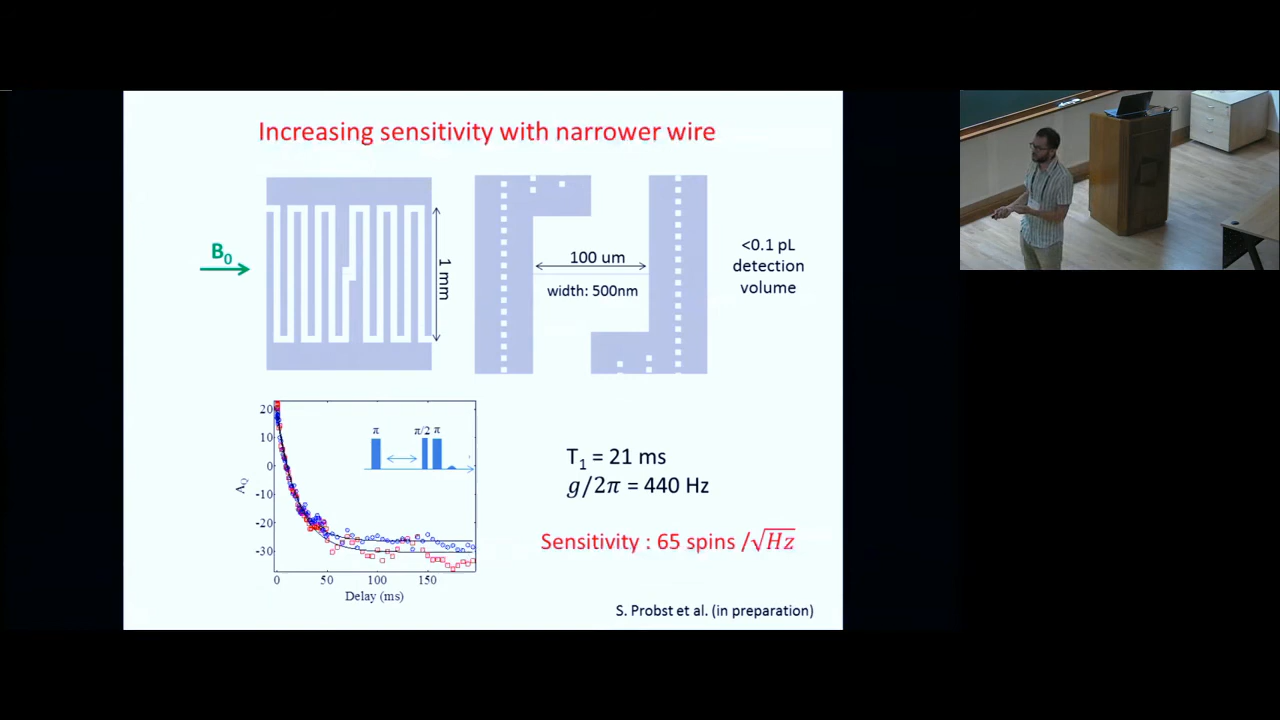 Increasing sensitivity with narrower wire
B0
1 mm
100 um
width: 500nm
<0.1 pL
detection
volume
20
10
0
-10
-20
-30
AQ
π
π/2 π
0 50 100 150
Delay (ms)
T1 = 21 ms
g/2π = 440 Hz
Sensitivity : 65 spins /√Hz
S. Probst et al. (in preparation)